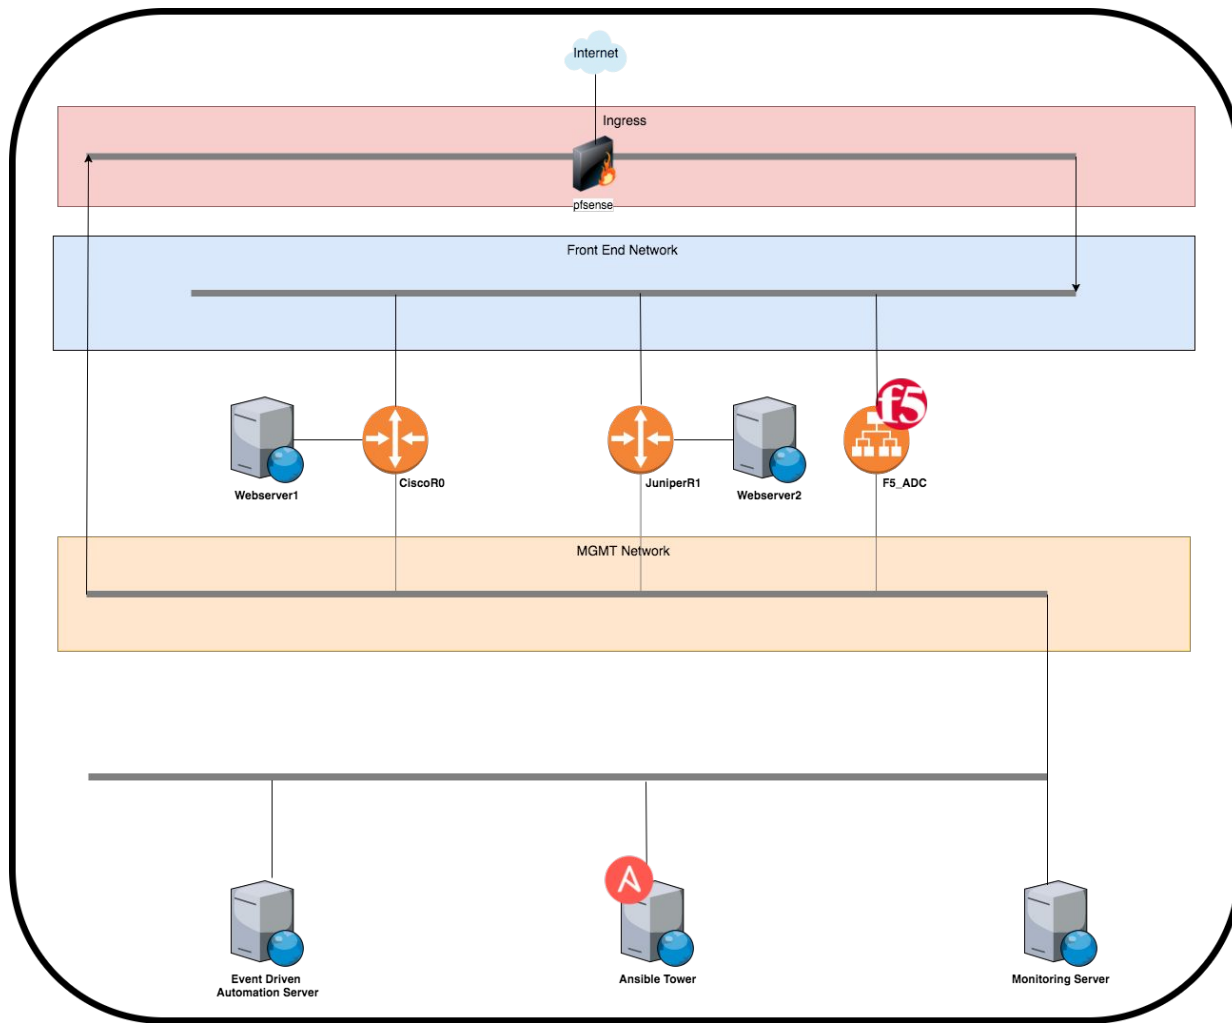 Internet
Ingress
pfsense
Front End Network
f5
Webserver1
CiscoR0
JuniperR1
Webserver2
F5_ADC
MGMT Network
Event Driven
Automation Server
Ansible Tower
Monitoring Server